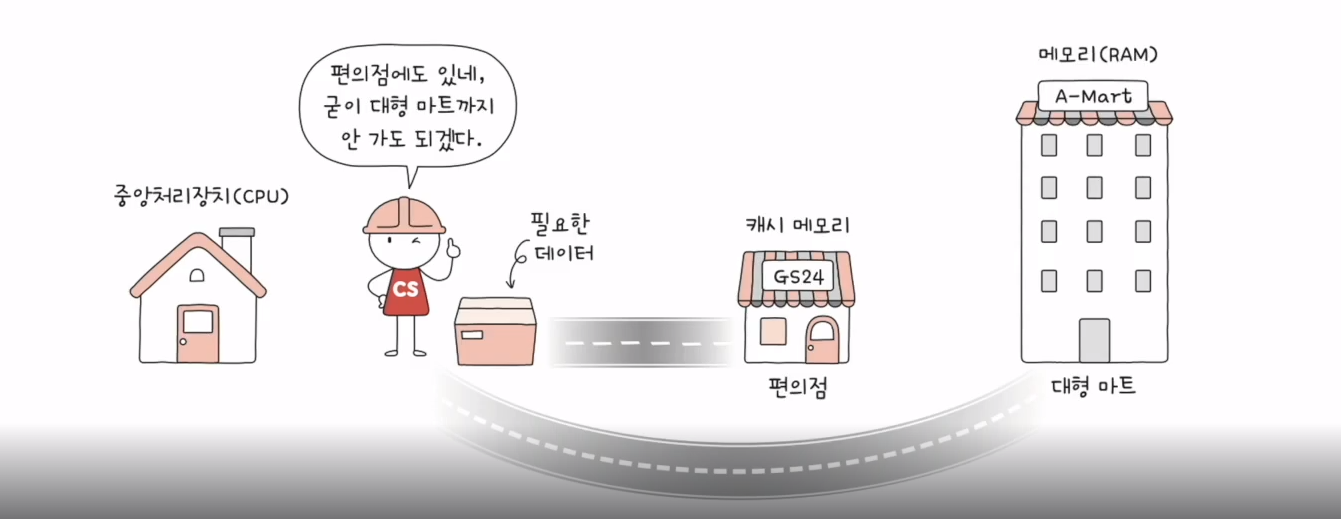 메모리(RAM)
A-Mart
편의점에도 있네,
굳이 대형 마트까지
안 가도 되겠다.
중앙처리장치(CPU)
필요한
데이터
캐시 메모리
GS24
CS
편의점
대형 마트